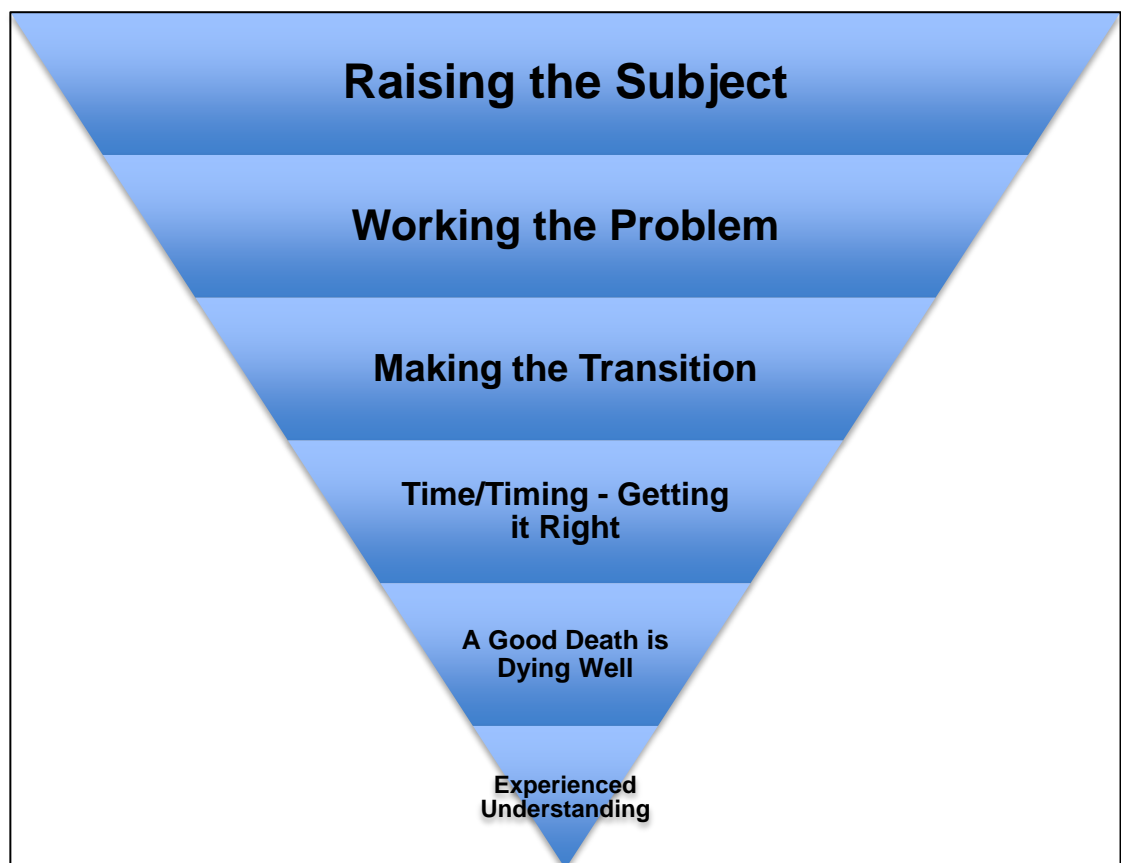 Raising the Subject
Working the Problem
Making the Transition
Time/Timing - Getting
it Right
A Good Death is
Dying Well
Experienced
Understanding